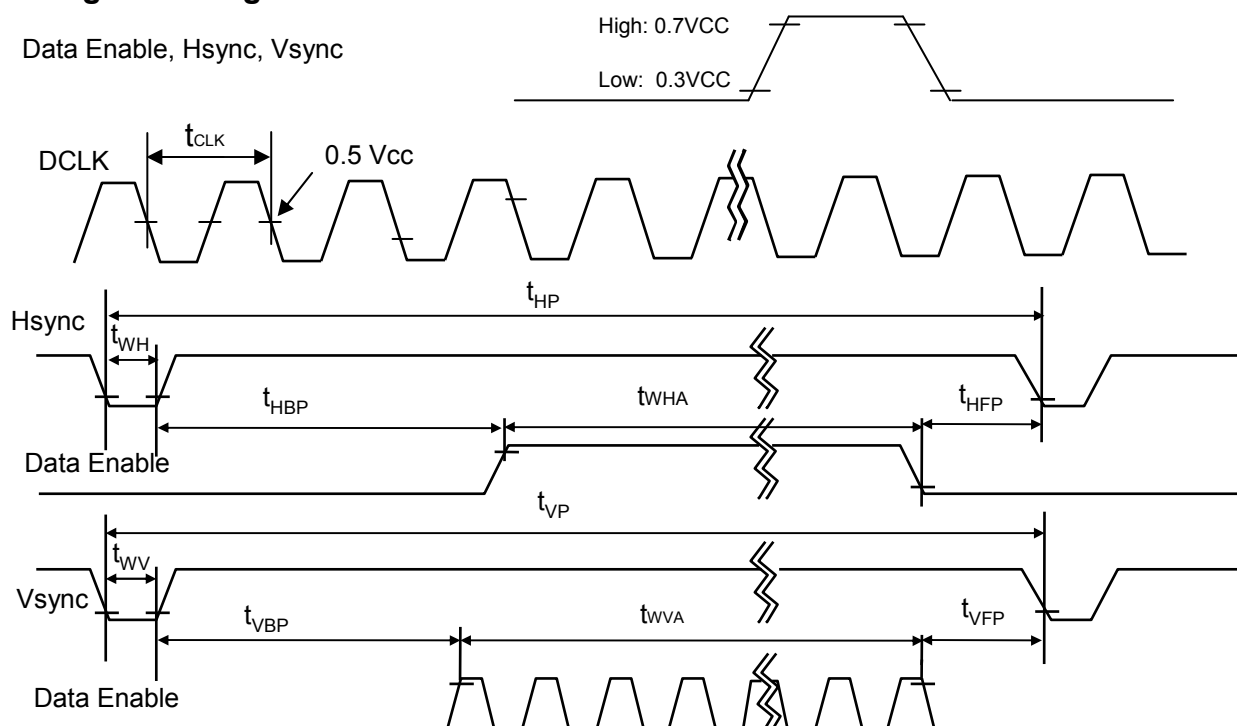 Data Enable, Hsync, Vsync
High: 0.7VCC
Low: 0.3VCC
tCLK
DCLK
0.5 Vcc
tHP
Hsync
tWH
tHBP
tWHA
tHFP
Data Enable
tVP
tWV
Vsync
tVBP
tWVA
tVFP
Data Enable